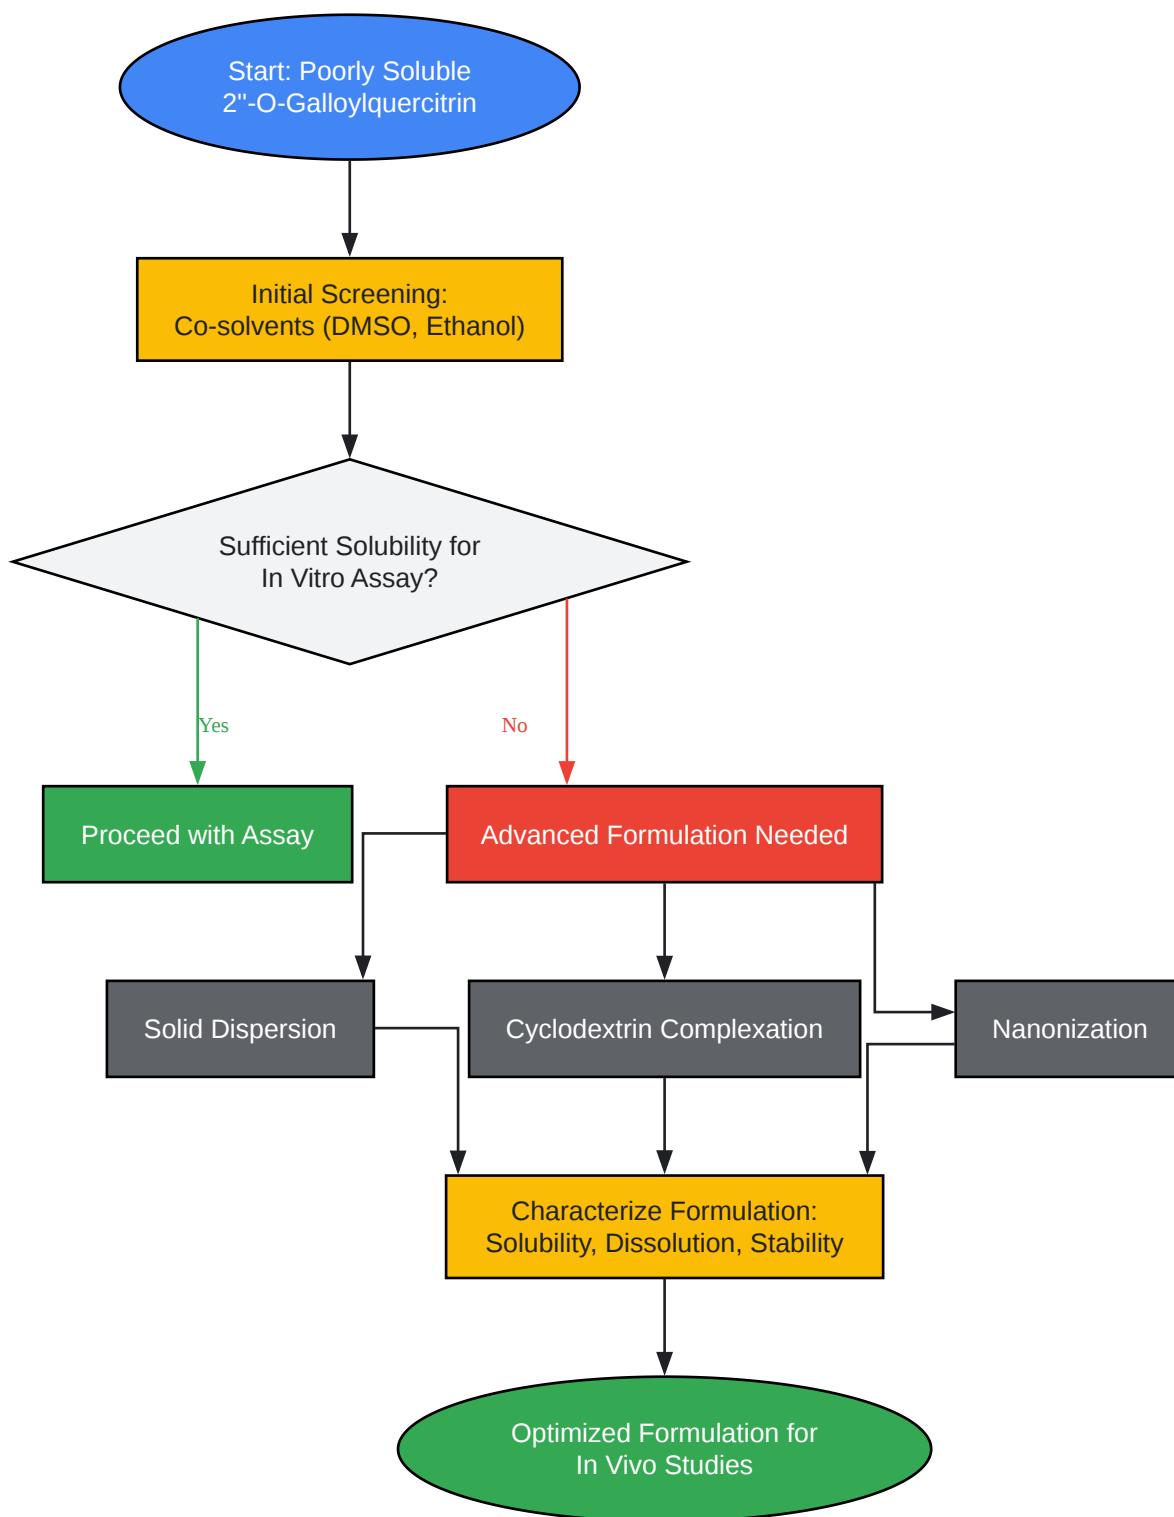 Start: Poorly Soluble
2''-O-Galloylquercitrin
Initial Screening:
Co-solvents (DMSO, Ethanol)
Sufficient Solubility for
In Vitro Assay?
Yes
No
Proceed with Assay
Advanced Formulation Needed
Solid Dispersion
Cyclodextrin Complexation
Nanonization
Characterize Formulation:
Solubility, Dissolution, Stability
Optimized Formulation for
In Vivo Studies